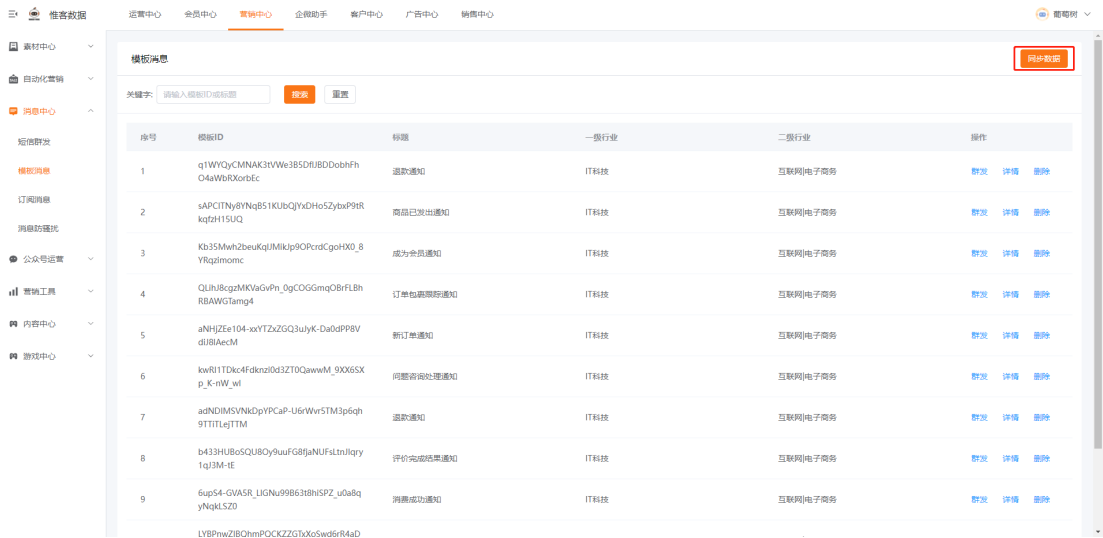 惟客数据 运营中心 会员中心 营销中心 企微助手 客户中心 广告中心 销售中心 葡萄树
素材中心
自动化营销
消息中心
短信群发
模板消息
订阅消息
消息防骚扰
公众号运营
营销工具
内容中心
游戏中心
模板消息 同步数据
关键字: 请输入模板ID或标题 搜索 重置
序号 模板ID 标题 一级行业 二级行业 操作
1 q1WYQyCMNAK3tVWe3B5DflJBDDobhFh 退款通知 IT科技 互联网|电子商务 群发 详情 删除
O4aWbRXorbEc
2 sAPCITNy8YNqB51KUbQjYxDHo5ZybxP9tR 商品已发出通知 IT科技 互联网|电子商务 群发 详情 删除
kqfzH15UQ
3 Kb35Mwh2beuKqIJMikJp9OPcrdCgoHX0_8 成为会员通知 IT科技 互联网|电子商务 群发 详情 删除
YRqzimomc
4 QLihJ8cgzMKVaGvPn_0gCOGGmqOBrFLBh 订单包裹跟踪通知 IT科技 互联网|电子商务 群发 详情 删除
RBAWGTamg4
5 aNHjZEe104-xxYTZxZGQ3uJyK-Da0dPP8V 新订单通知 IT科技 互联网|电子商务 群发 详情 删除
diJ8lAecM
6 kwRl1TDkc4Fdknzi0d3ZT0QawwM_9XX6SX 问题咨询处理通知 IT科技 互联网|电子商务 群发 详情 删除
p_K-nW_wI
7 adNDIMSVNkDpYPCaP-U6rWvr5TM3p6qh 退款通知 IT科技 互联网|电子商务 群发 详情 删除
9TTiTLejTTM
8 b433HUBoSQU8Oy9uuFG8fjaNUFsLtnJlqry 评价完成结果通知 IT科技 互联网|电子商务 群发 详情 删除
1qJ3M-tE
9 6upS4-GVA5R_LIGNu99B63t8hISPZ_u0a8q 消费成功通知 IT科技 互联网|电子商务 群发 详情 删除
yNqkLSZ0
LYBPnwZIBOhmPOCKZZGTxXoSwd6rR4aD